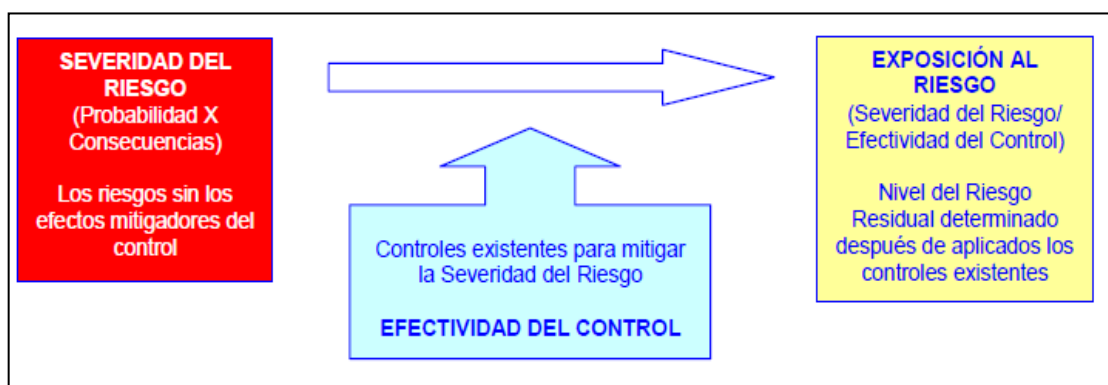 SEVERIDAD DEL
RIESGO
(Probabilidad X
Consecuencias)
Los riesgos sin los
efectos mitigadores del
control
Controles existentes para mitigar
la Severidad del Riesgo
EFECTIVIDAD DEL CONTROL
EXPOSICIÓN AL
RIESGO
(Severidad del Riesgo/
Efectividad del Control)
Nivel del Riesgo
Residual determinado
después de aplicados los
controles existentes